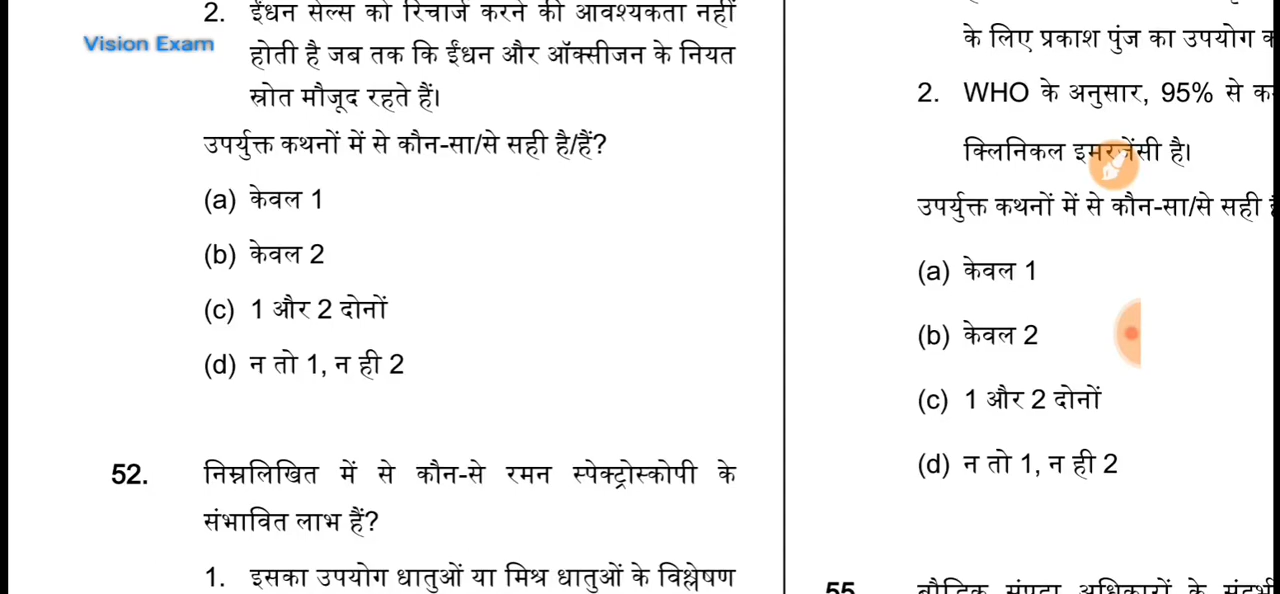 2. ईंधन सेल्स को रिचार्ज करने की आवश्यकता नहीं
Vision Exam
होती है जब तक कि ईंधन और ऑक्सीजन के नियत
स्रोत मौजूद रहते हैं।
उपर्युक्त कथनों में से कौन-सा/से सही है/हैं?
(a) केवल 1
(b) केवल 2
(c) 1 और 2 दोनों
(d) न तो 1, न ही 2
52. निम्नलिखित में से कौन-से रमन स्पेक्ट्रोस्कोपी के
संभावित लाभ हैं?
1. इसका उपयोग धातुओं या मिश्र धातुओं के विश्लेषण
के लिए प्रकाश पुंज का उपयोग
2. WHO के अनुसार, 95% से
क्लिनिकल इमरजेंसी है।
उपर्युक्त कथनों में से कौन-सा/से सही
(a) केवल 1
(b) केवल 2
(c) 1 और 2 दोनों
(d) न तो 1, न ही 2
55 बौद्धिक संपदा अधिकारों के